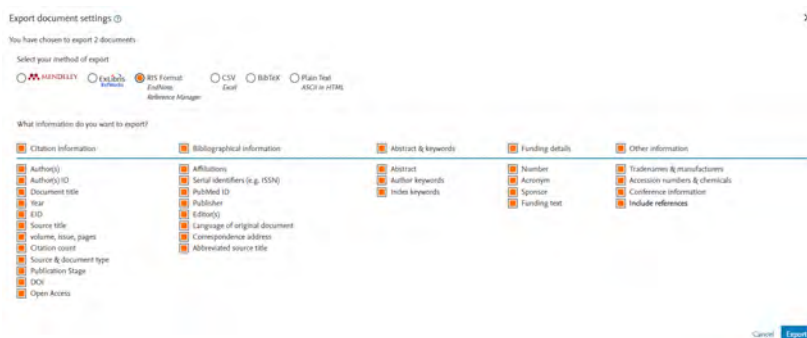 Export document settings
You have chosen to export 2 documents
Select your method of export
MENDELEY
ExLibris
RefWorks
RIS Format
EndNote,
Reference Manager
CSV
Excel
BibTeX
Plain Text
ASCII in HTML
What information do you want to export?
Citation information
Bibliographical information
Abstract & keywords
Funding details
Other information
Author(s)
Author(s) ID
Document title
Year
EID
Source title
volume, issue, pages
Citation count
Source & document type
Publication Stage
DOI
Open Access
Affiliations
Serial identifiers (e.g. ISSN)
PubMed ID
Publisher
Editor(s)
Language of original document
Correspondence address
Abbreviated source title
Abstract
Author keywords
Index keywords
Number
Acronym
Sponsor
Funding text
Tradenames & manufacturers
Accession numbers & chemicals
Conference information
Include references
Cancel
Export